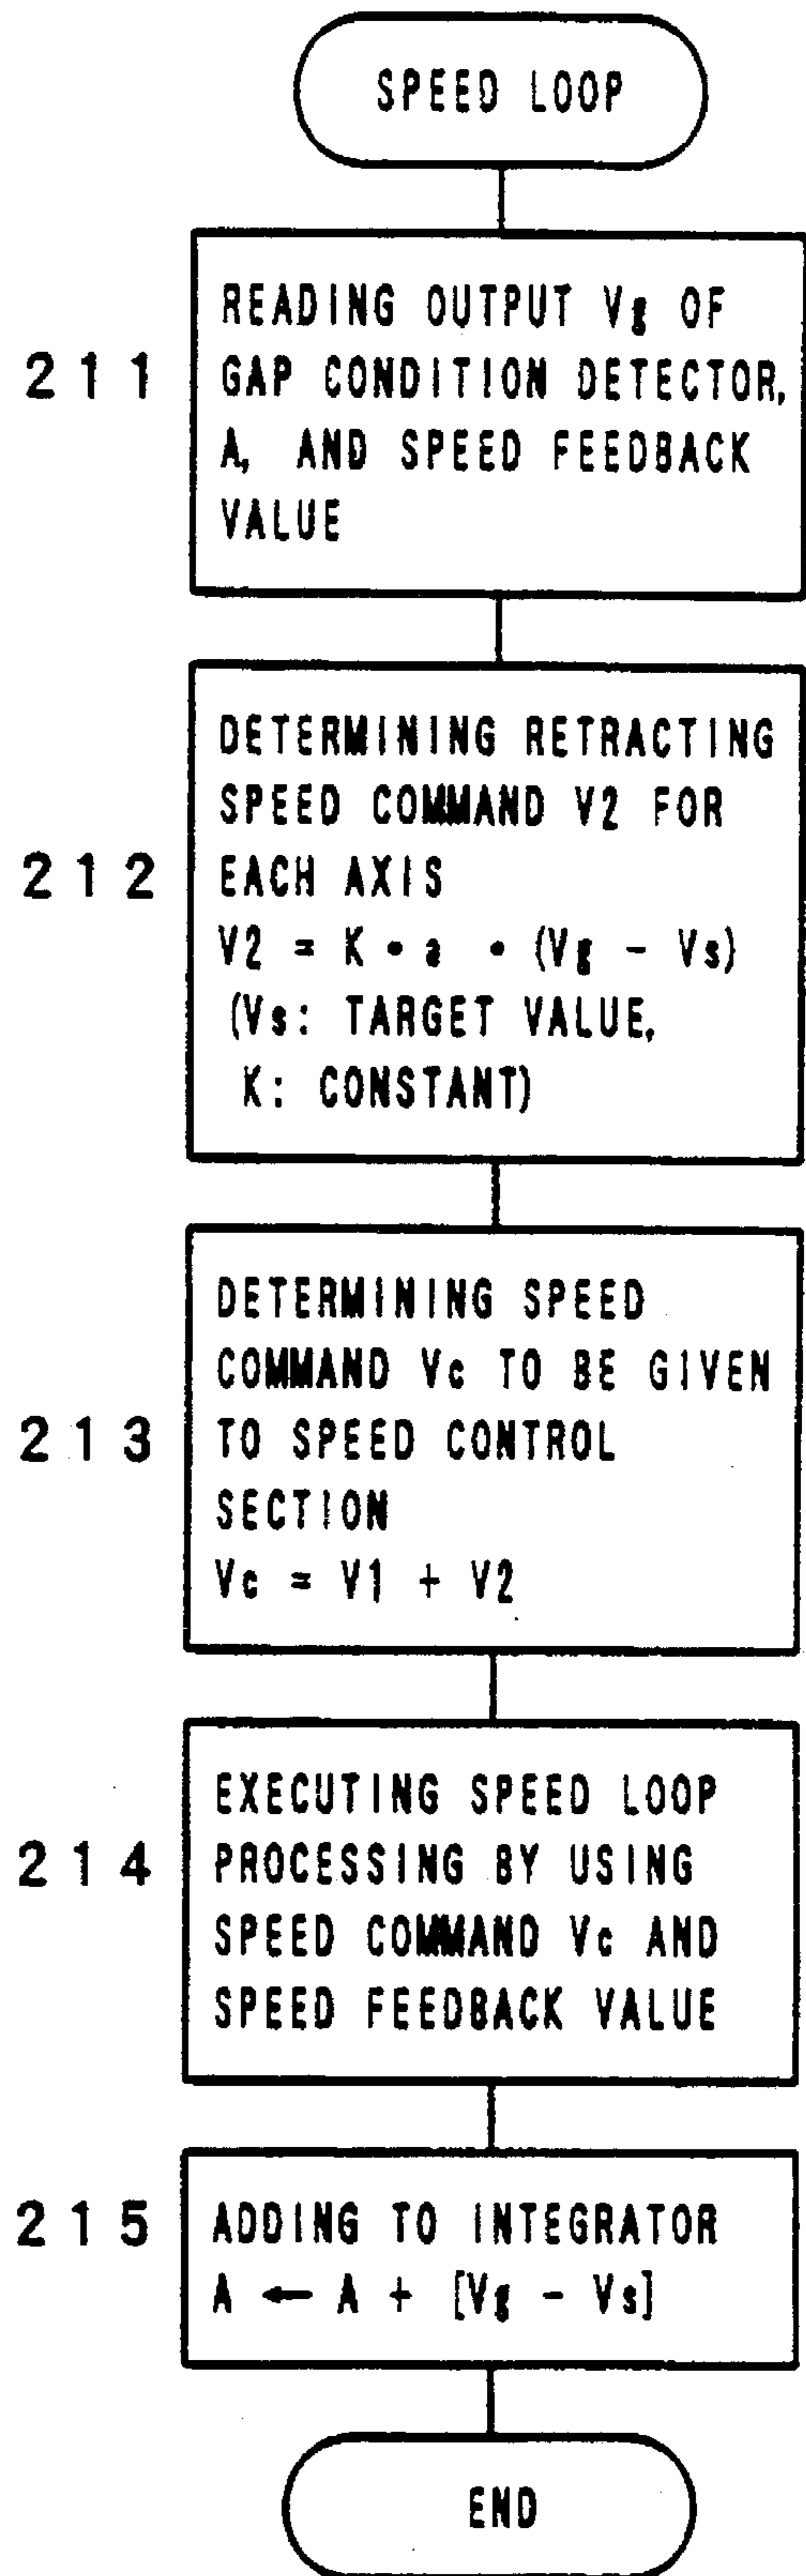 SPEED LOOP
211
READING OUTPUT Vg OF
GAP CONDITION DETECTOR,
A, AND SPEED FEEDBACK
VALUE
212
DETERMINING RETRACTING
SPEED COMMAND V2 FOR
EACH AXIS
V2 = K • a • (Vg - Vs)
(Vs: TARGET VALUE,
K: CONSTANT)
213
DETERMINING SPEED
COMMAND Vc TO BE GIVEN
TO SPEED CONTROL
SECTION
Vc = V1 + V2
214
EXECUTING SPEED LOOP
PROCESSING BY USING
SPEED COMMAND Vc AND
SPEED FEEDBACK VALUE
215
ADDING TO INTEGRATOR
A ← A + [Vg - Vs]
END